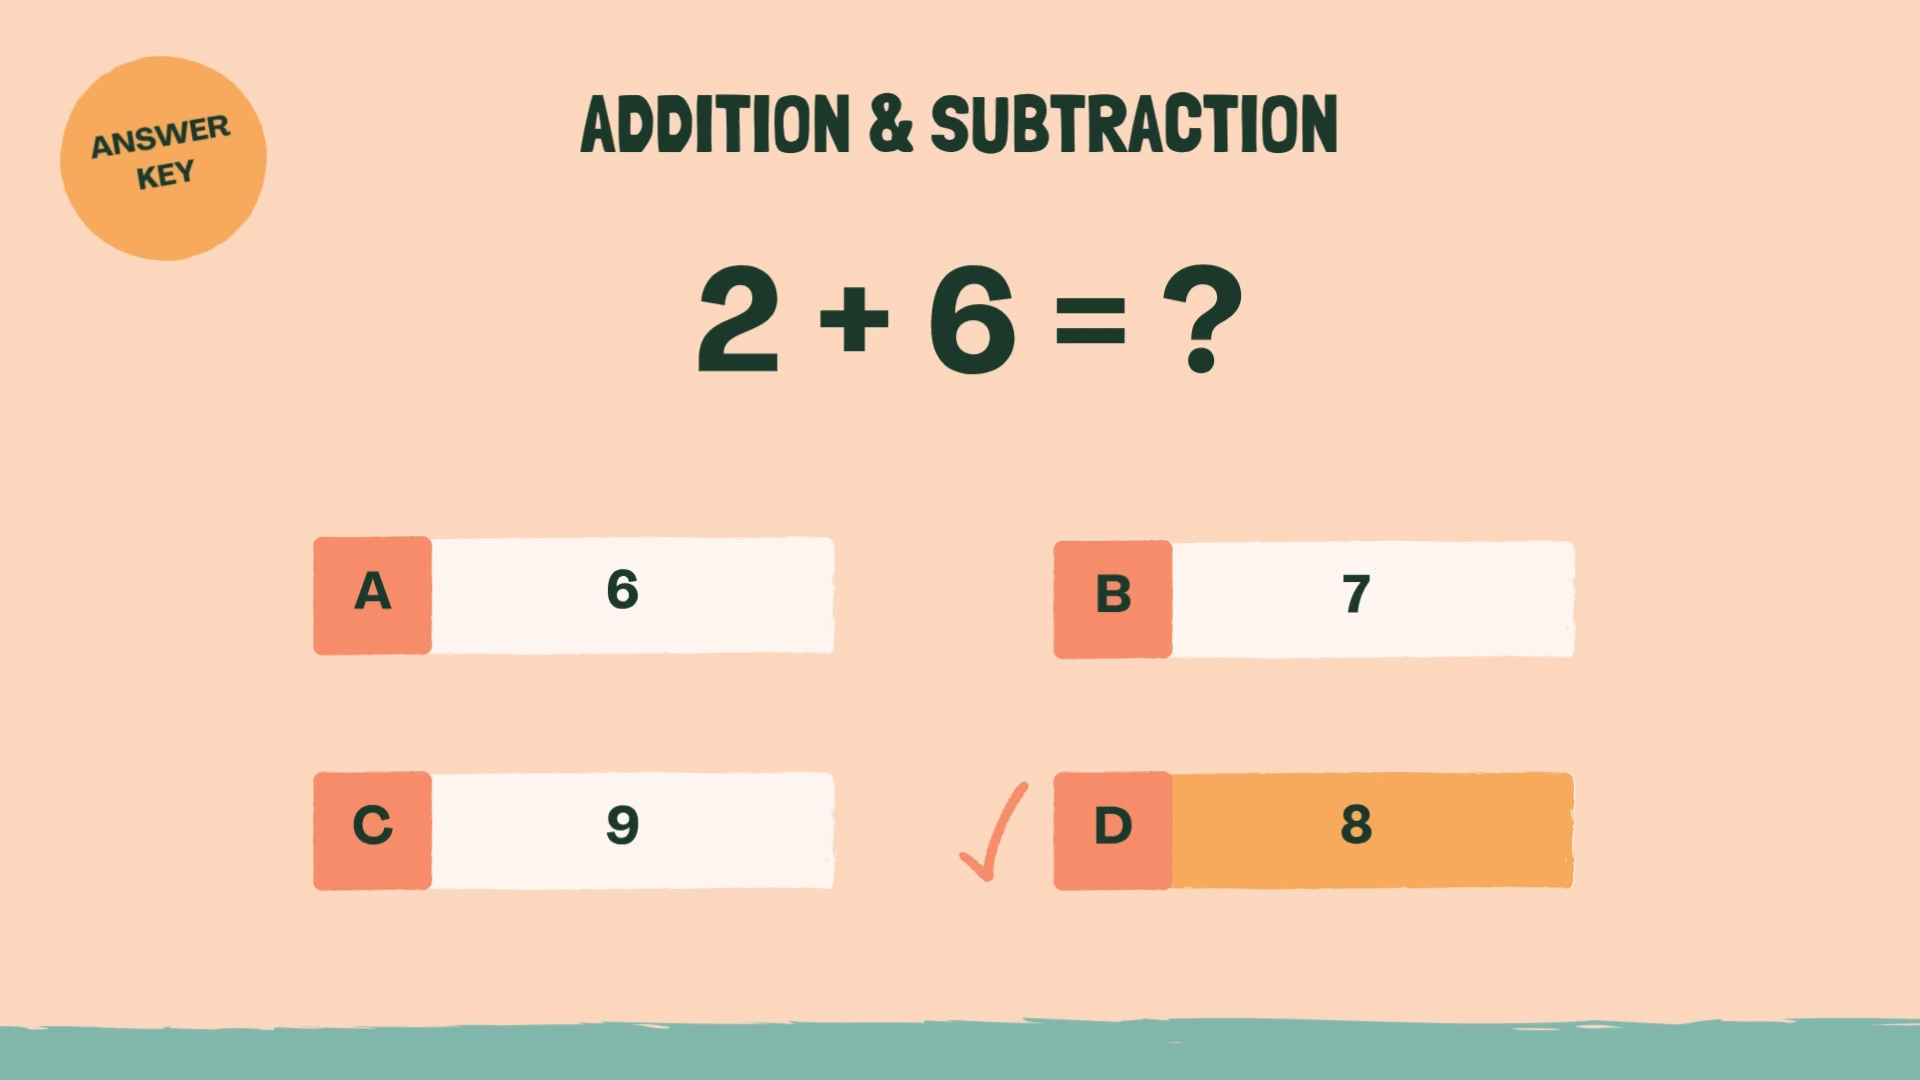 ANSWER
KEY
ADDITION & SUBTRACTION
2 + 6 = ?
A 6
B 7
C 9
D 8